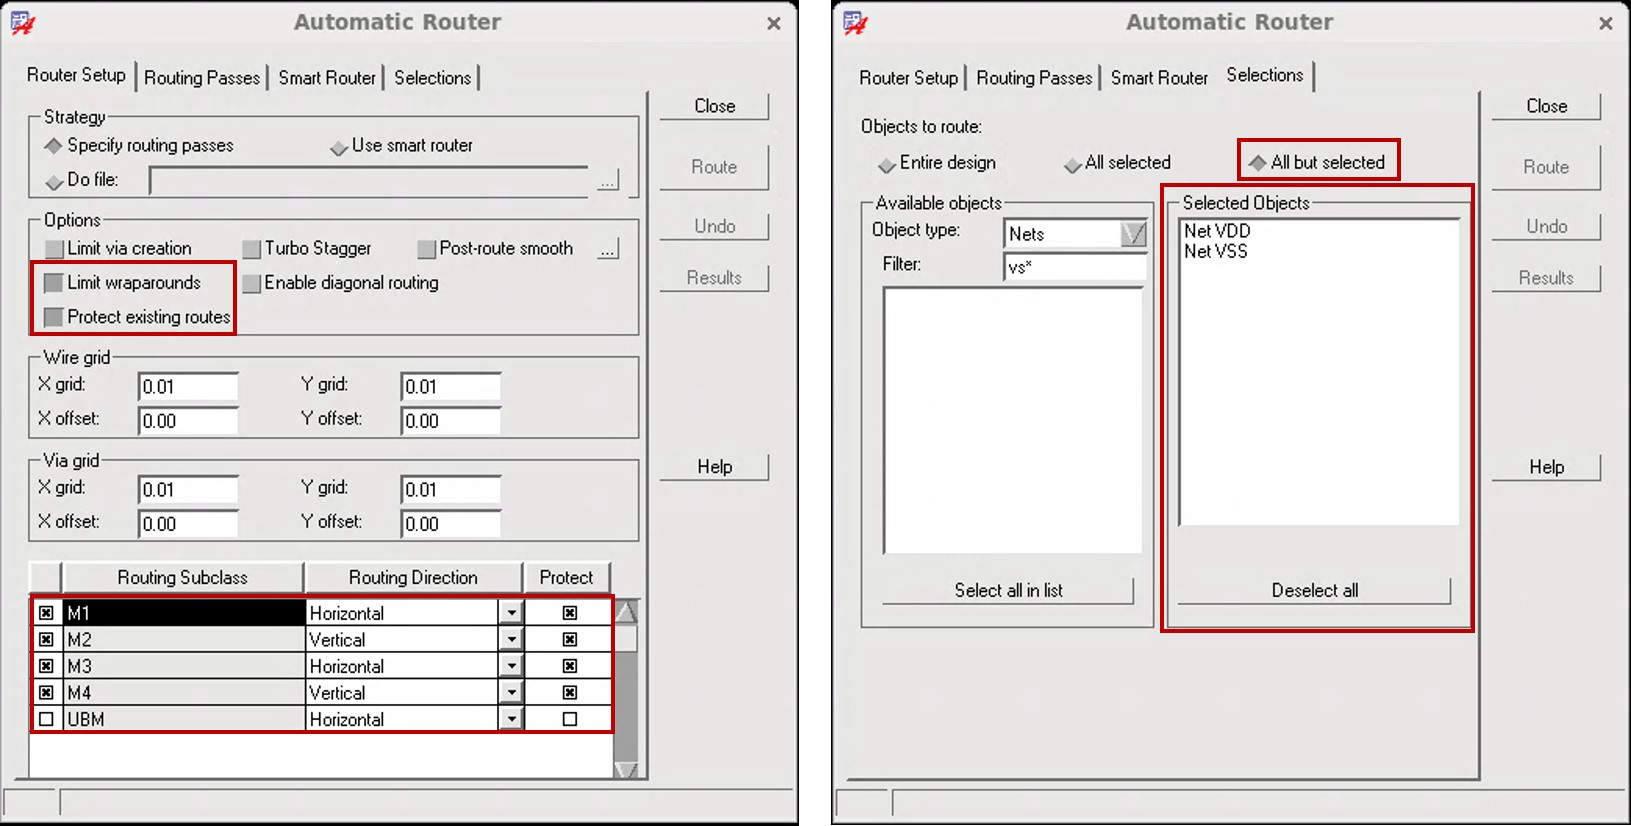 Automatic Router
Router Setup Routing Passes Smart Router Selections
Strategy
Specify routing passes Use smart router
Do file: ...
Options
Limit via creation Turbo Stagger Post-route smooth ...
Limit wraparounds Enable diagonal routing
Protect existing routes
Wire grid
X grid: 0.01 Y grid: 0.01
X offset: 0.00 Y offset: 0.00
Via grid
X grid: 0.01 Y grid: 0.01
X offset: 0.00 Y offset: 0.00
Routing Subclass Routing Direction Protect
M1 Horizontal
M2 Vertical
M3 Horizontal
M4 Vertical
UBM Horizontal
Close
Route
Undo
Results
Help
Automatic Router
Router Setup Routing Passes Smart Router Selections
Objects to route:
Entire design All selected All but selected
Available objects
Object type: Nets
Filter: vs*
Select all in list
Selected Objects
Net VDD
Net VSS
Deselect all
Close
Route
Undo
Results
Help